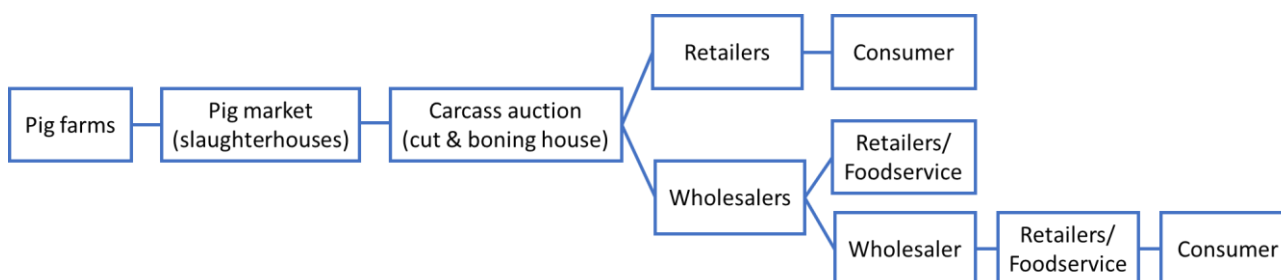 Pig farms
Pig market
(slaughterhouses)
Carcass auction
(cut & boning house)
Retailers
Consumer
Wholesalers
Retailers/
Foodservice
Wholesaler
Retailers/
Foodservice
Consumer